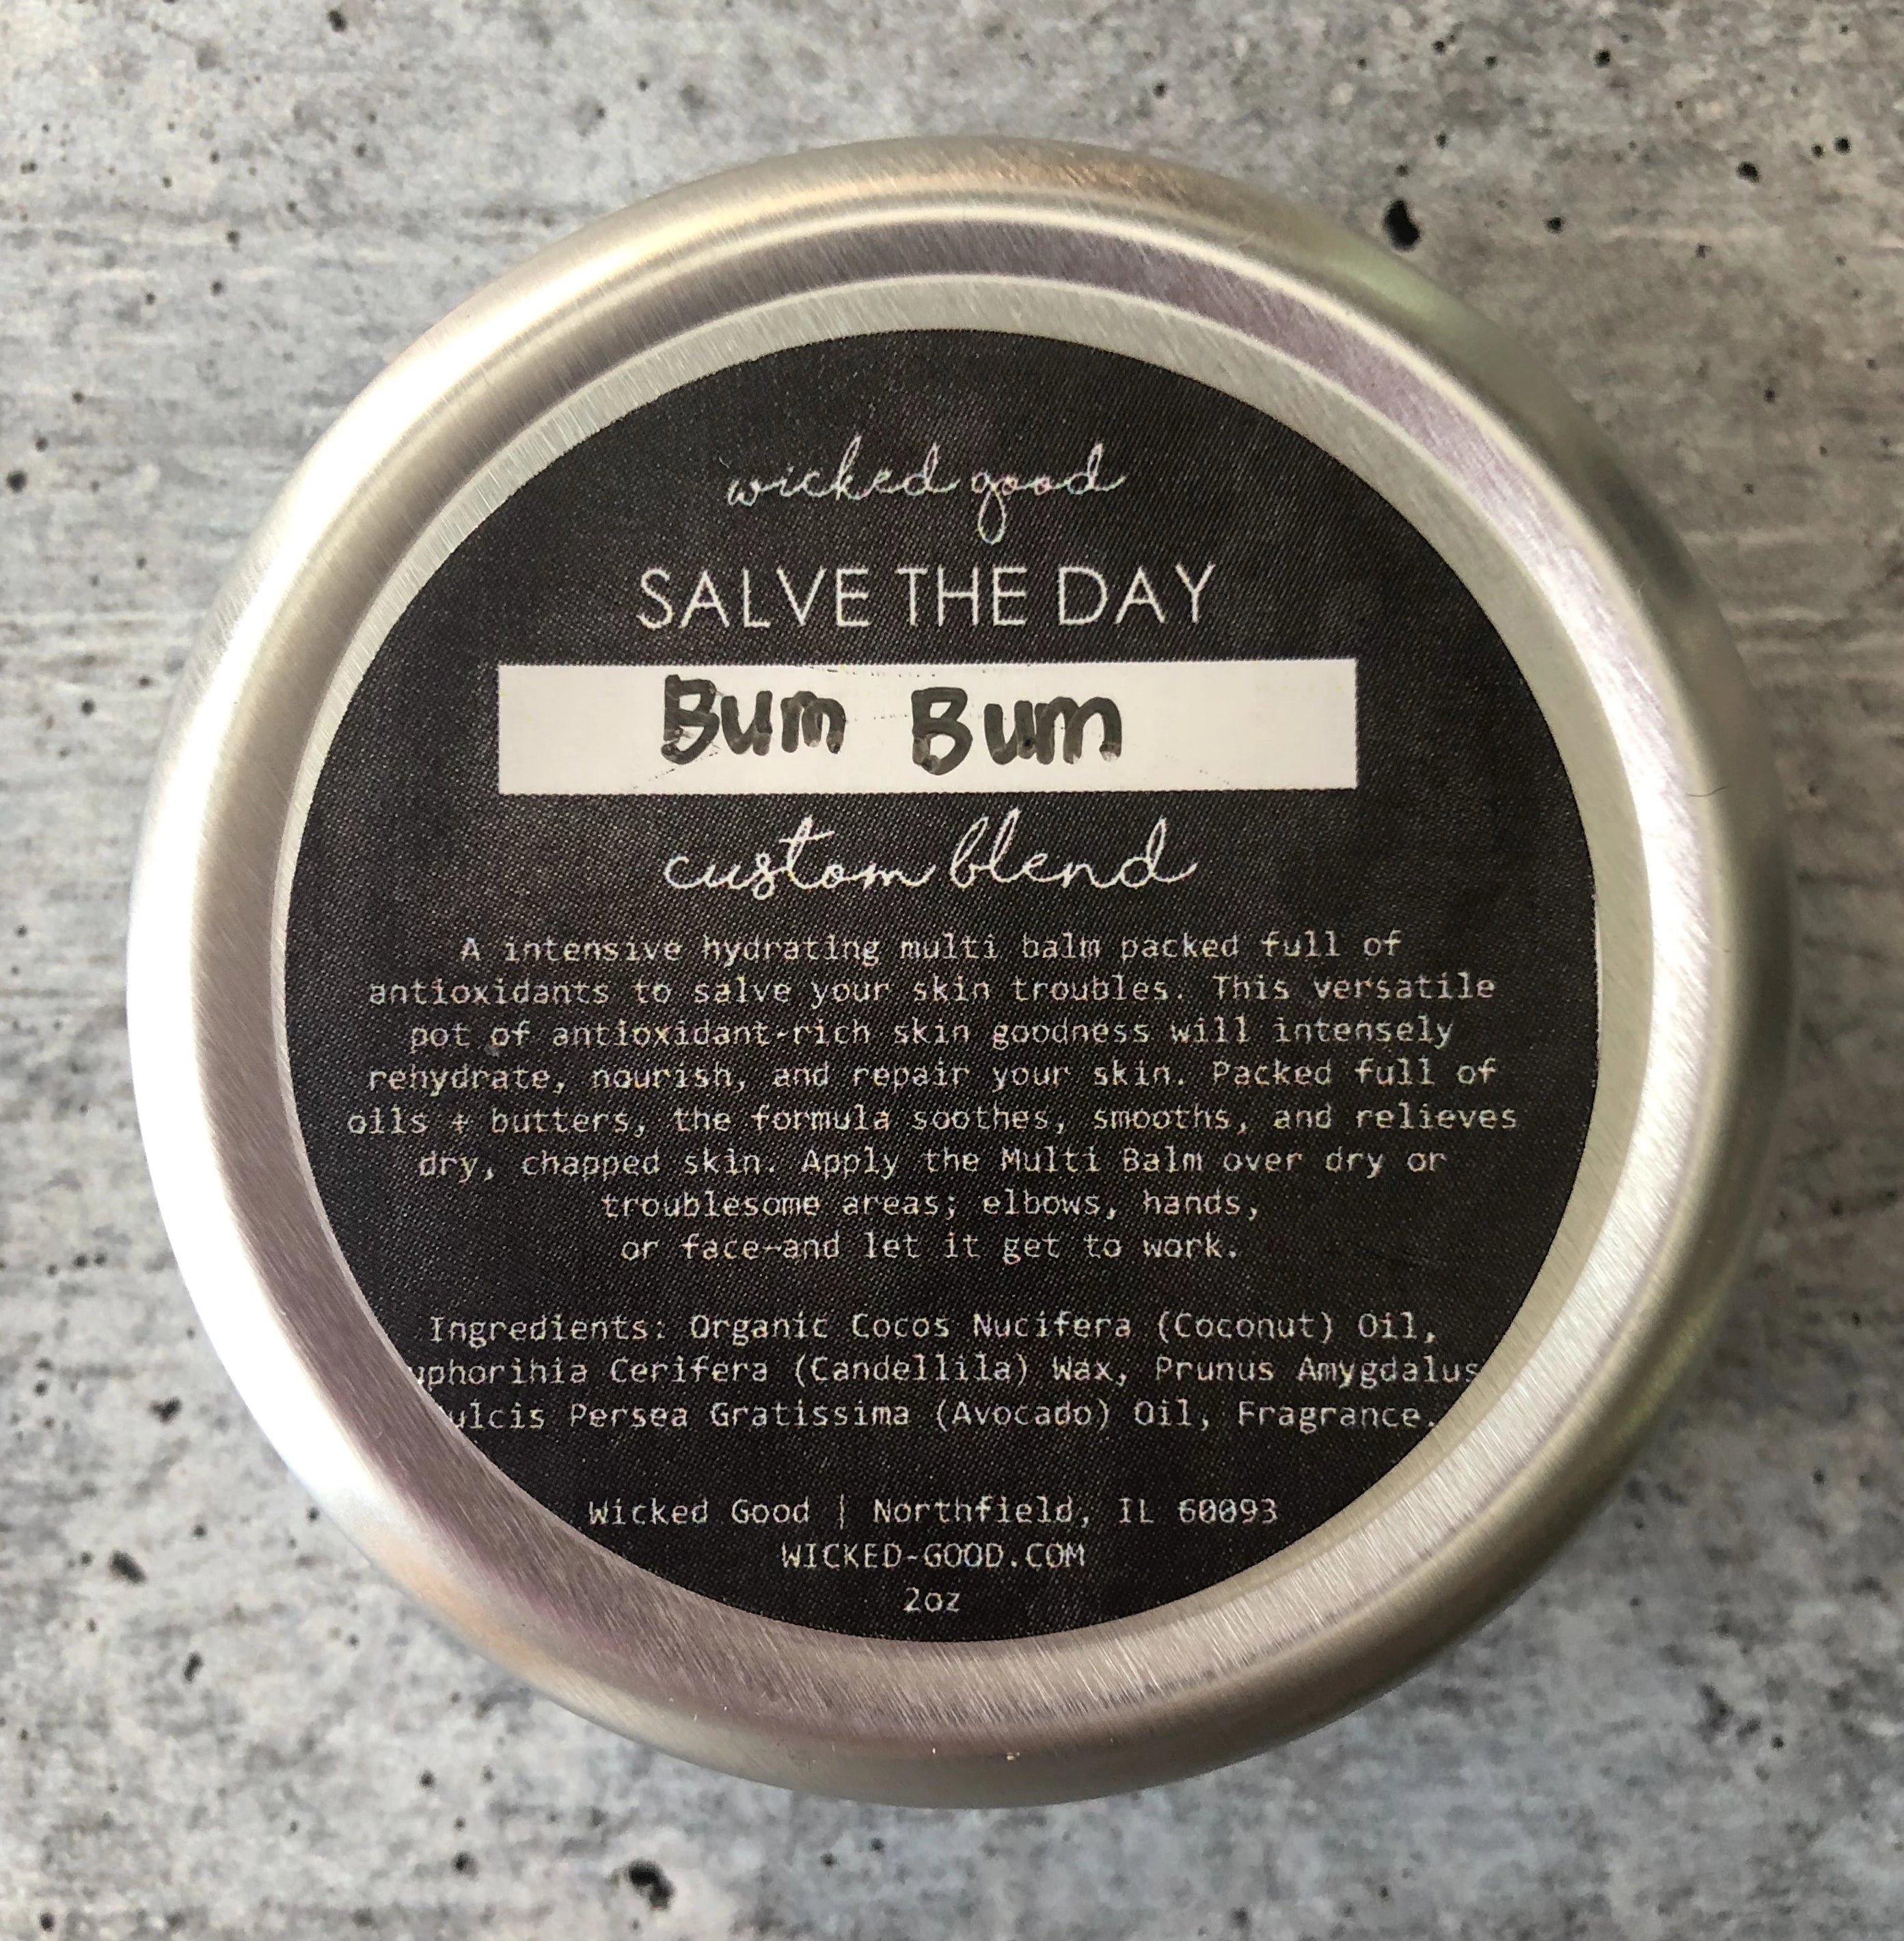 wicked good
SALVE THE DAY
Bum Bum
custom blend
A intensive hydrating multi balm packed full of
antioxidants to salve your skin troubles. This versatile
pot of antioxidant-rich skin goodness will intensely
rehydrate, nourish, and repair your skin. Packed full of
oils + butters, the formula soothes, smooths, and relieves
dry, chapped skin. Apply the Multi Balm over dry or
troublesome areas; elbows, hands,
or face—and let it get to work.
Ingredients: Organic Cocos Nucifera (Coconut) Oil,
uphorihia Cerifera (Candellila) Wax, Prunus Amygdalus
ulcis Persea Gratissima (Avocado) Oil, Fragrance.
Wicked Good | Northfield, IL 60093
WICKED-GOOD.COM
2oz